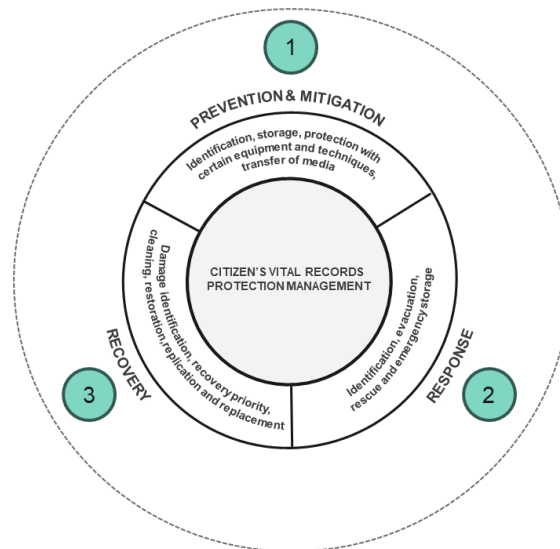 1
PREVENTION & MITIGATION
Identification, storage, protection with
certain equipment and techniques,
transfer of media
CITIZEN'S VITAL RECORDS
PROTECTION MANAGEMENT
2
RESPONSE
Identification, evacuation,
rescue and emergency storage
3
RECOVERY
Damage identification, recovery priority,
cleaning, restoration,replication and replacement